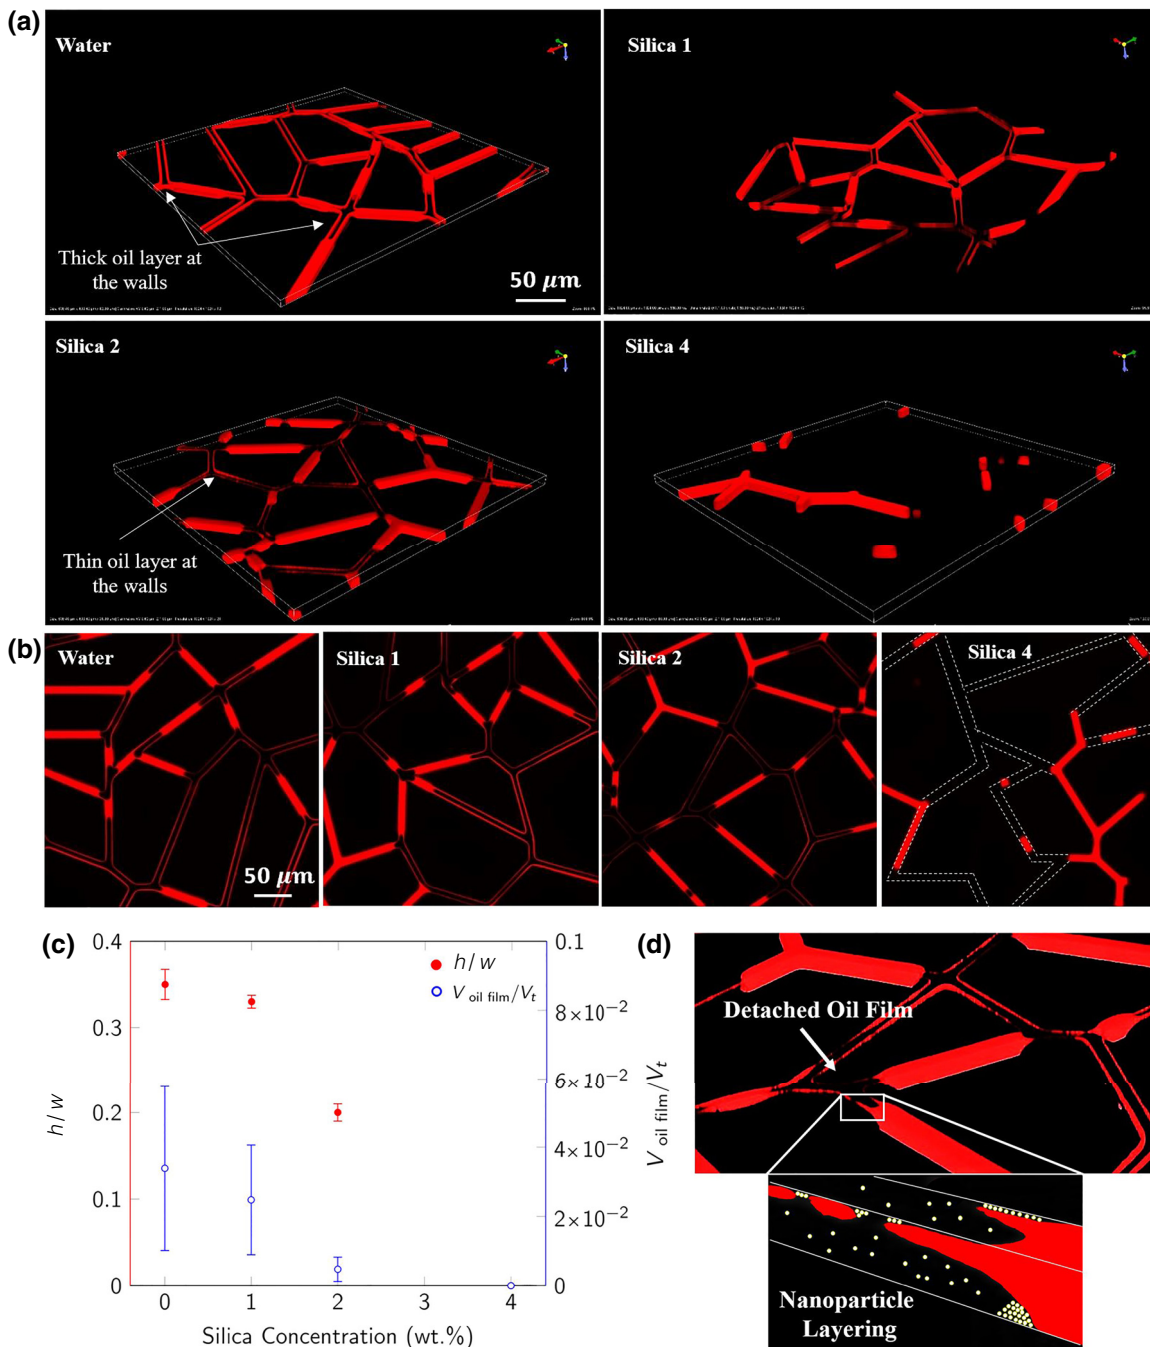 (a)
Water
Thick oil layer at
the walls
50 μm
Silica 1
Silica 2
Thin oil layer at
the walls
Silica 4
(b)
Water
50 μm
Silica 1
Silica 2
Silica 4
(c)
0.4
0.3
0.2
0.1
0
h/w
h/w
V oil film/Vt
0.1
8×10⁻²
6×10⁻²
4×10⁻²
2×10⁻²
0
V oil film/Vt
0 1 2 3 4
Silica Concentration (wt.%)
(d)
Detached Oil Film
Nanoparticle
Layering